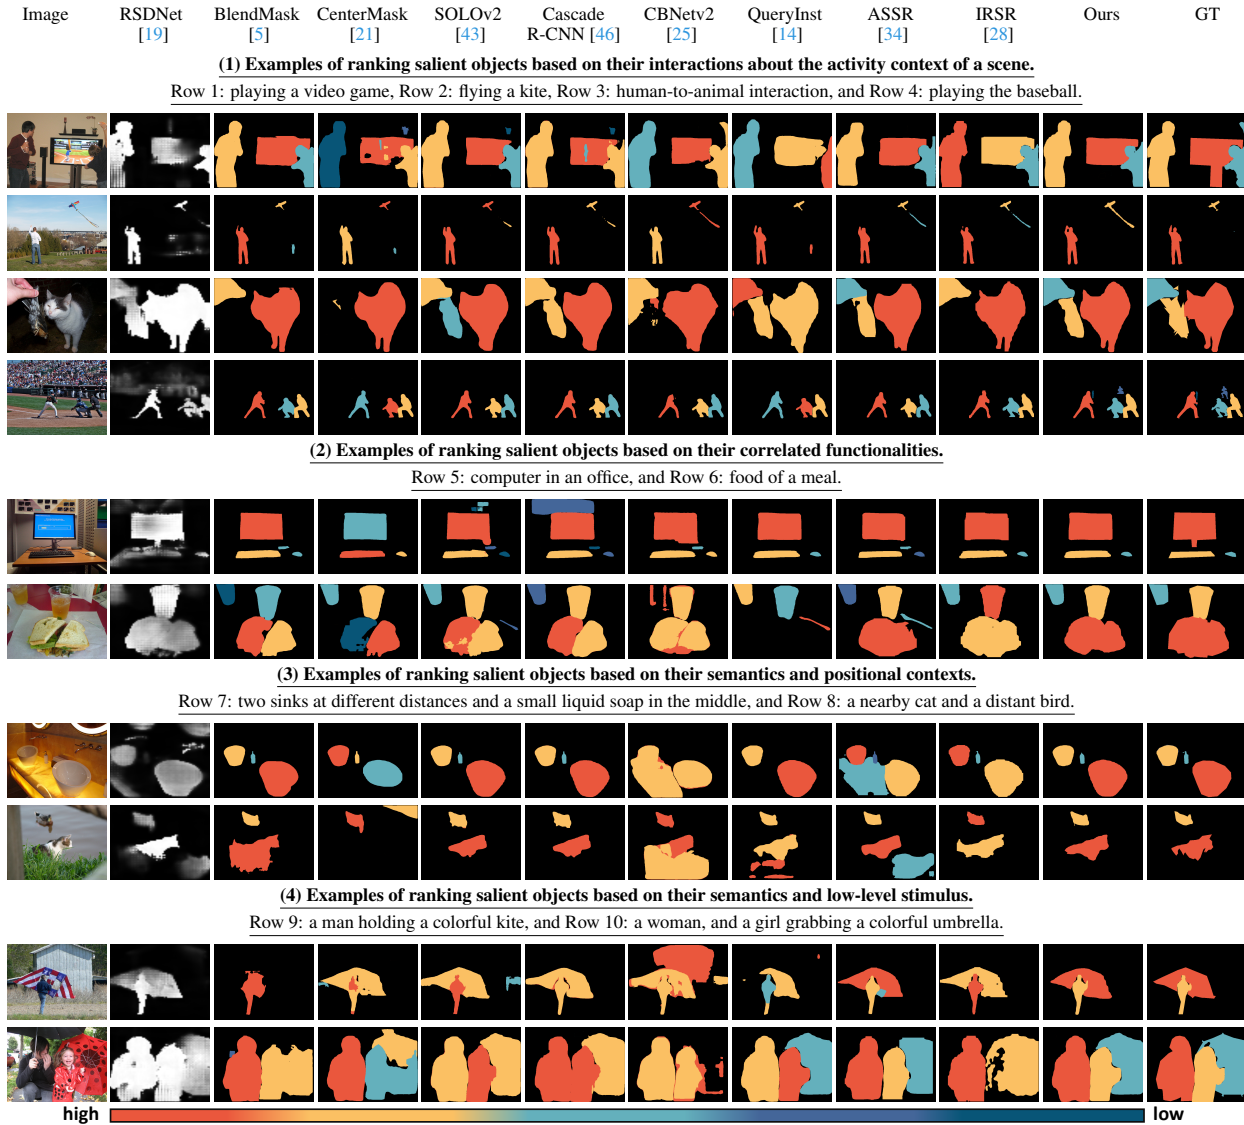 Image RSDNet BlendMask CenterMask SOLOv2 Cascade CBNetv2 QueryInst ASSR IRSR Ours GT
[19] [5] [21] [43] R-CNN [46] [25] [14] [34] [28]
(1) Examples of ranking salient objects based on their interactions about the activity context of a scene.
Row 1: playing a video game, Row 2: flying a kite, Row 3: human-to-animal interaction, and Row 4: playing the baseball.
(2) Examples of ranking salient objects based on their correlated functionalities.
Row 5: computer in an office, and Row 6: food of a meal.
(3) Examples of ranking salient objects based on their semantics and positional contexts.
Row 7: two sinks at different distances and a small liquid soap in the middle, and Row 8: a nearby cat and a distant bird.
(4) Examples of ranking salient objects based on their semantics and low-level stimulus.
Row 9: a man holding a colorful kite, and Row 10: a woman, and a girl grabbing a colorful umbrella.
high low